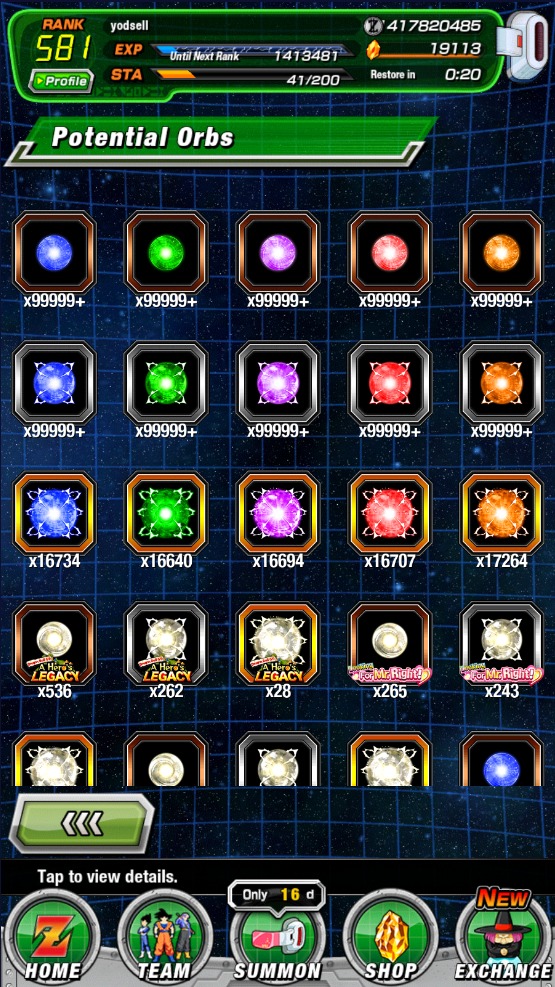 RANK
581
Profile
yodsell
417820485
EXP
Until Next Rank 1413481
19113
STA
41/200
Restore in 0:20
Potential Orbs
x99999+ x99999+ x99999+ x99999+ x99999+
x99999+ x99999+ x99999+ x99999+ x99999+
x16734 x16640 x16694 x16707 x17264
A Hero's LEGACY
A Hero's LEGACY
A Hero's LEGACY
For Mr. Right!
For Mr. Right!
x536 x262 x28 x265 x243
Tap to view details.
Only 16 d
NEW
HOME TEAM SUMMON SHOP EXCHANGE